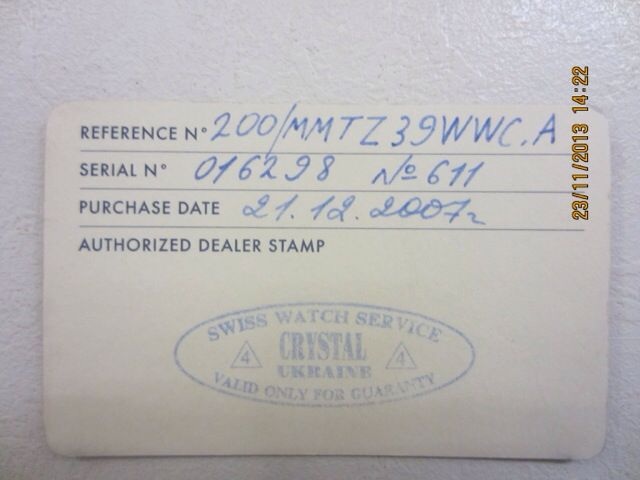 REFERENCE N° 200/MMTZ39WWC.A
SERIAL N° 016298 №611
PURCHASE DATE 21.12.2007г
AUTHORIZED DEALER STAMP
SWISS WATCH SERVICE
4 CRYSTAL 4
UKRAINE
VALID ONLY FOR GUARANTY
23/11/2013 14:22